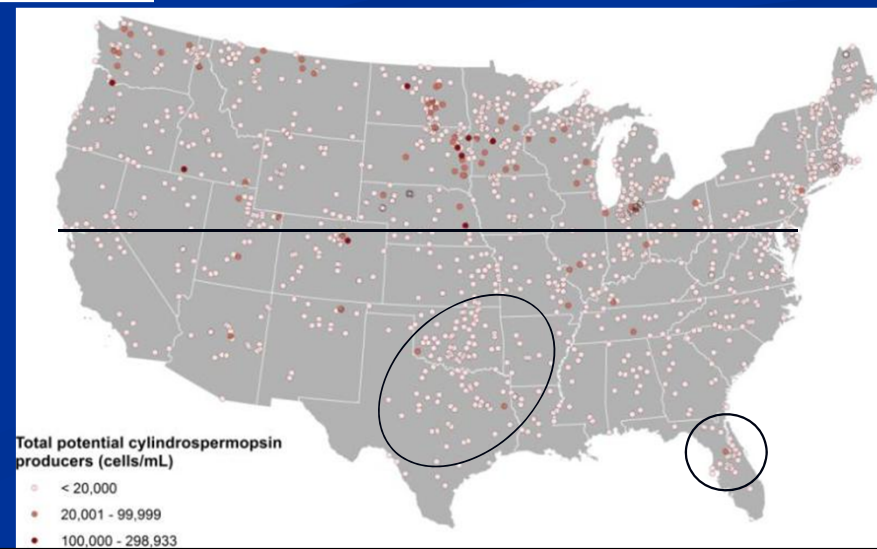 Total potential cylindrospermopsin
producers (cells/mL)
< 20,000
20,001 - 99,999
100,000 - 298,933